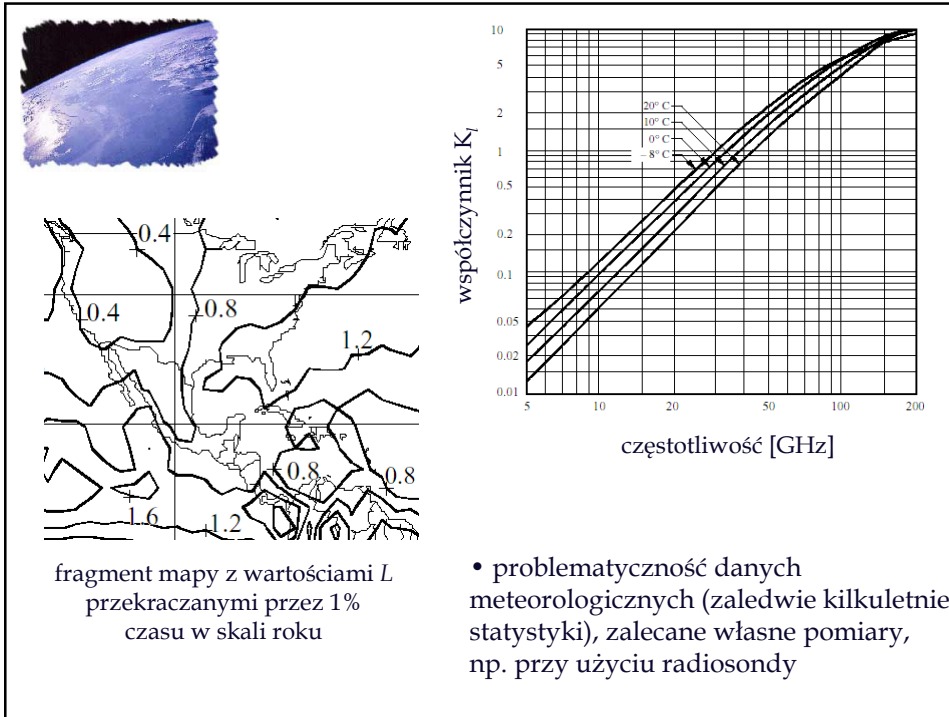 0.4
0.4
0.8
1.2
0.8
0.8
1.6
1.2
fragment mapy z wartościami L
przekraczanymi przez 1%
czasu w skali roku
współczynnik Kl
10
5
2
1
0.5
0.2
0.1
0.05
0.02
0.01
20° C
10° C
0° C
– 8° C
5 10 20 50 100 200
częstotliwość [GHz]
• problematyczność danych
meteorologicznych (zaledwie kilkuletnie
statystyki), zalecane własne pomiary,
np. przy użyciu radiosondy